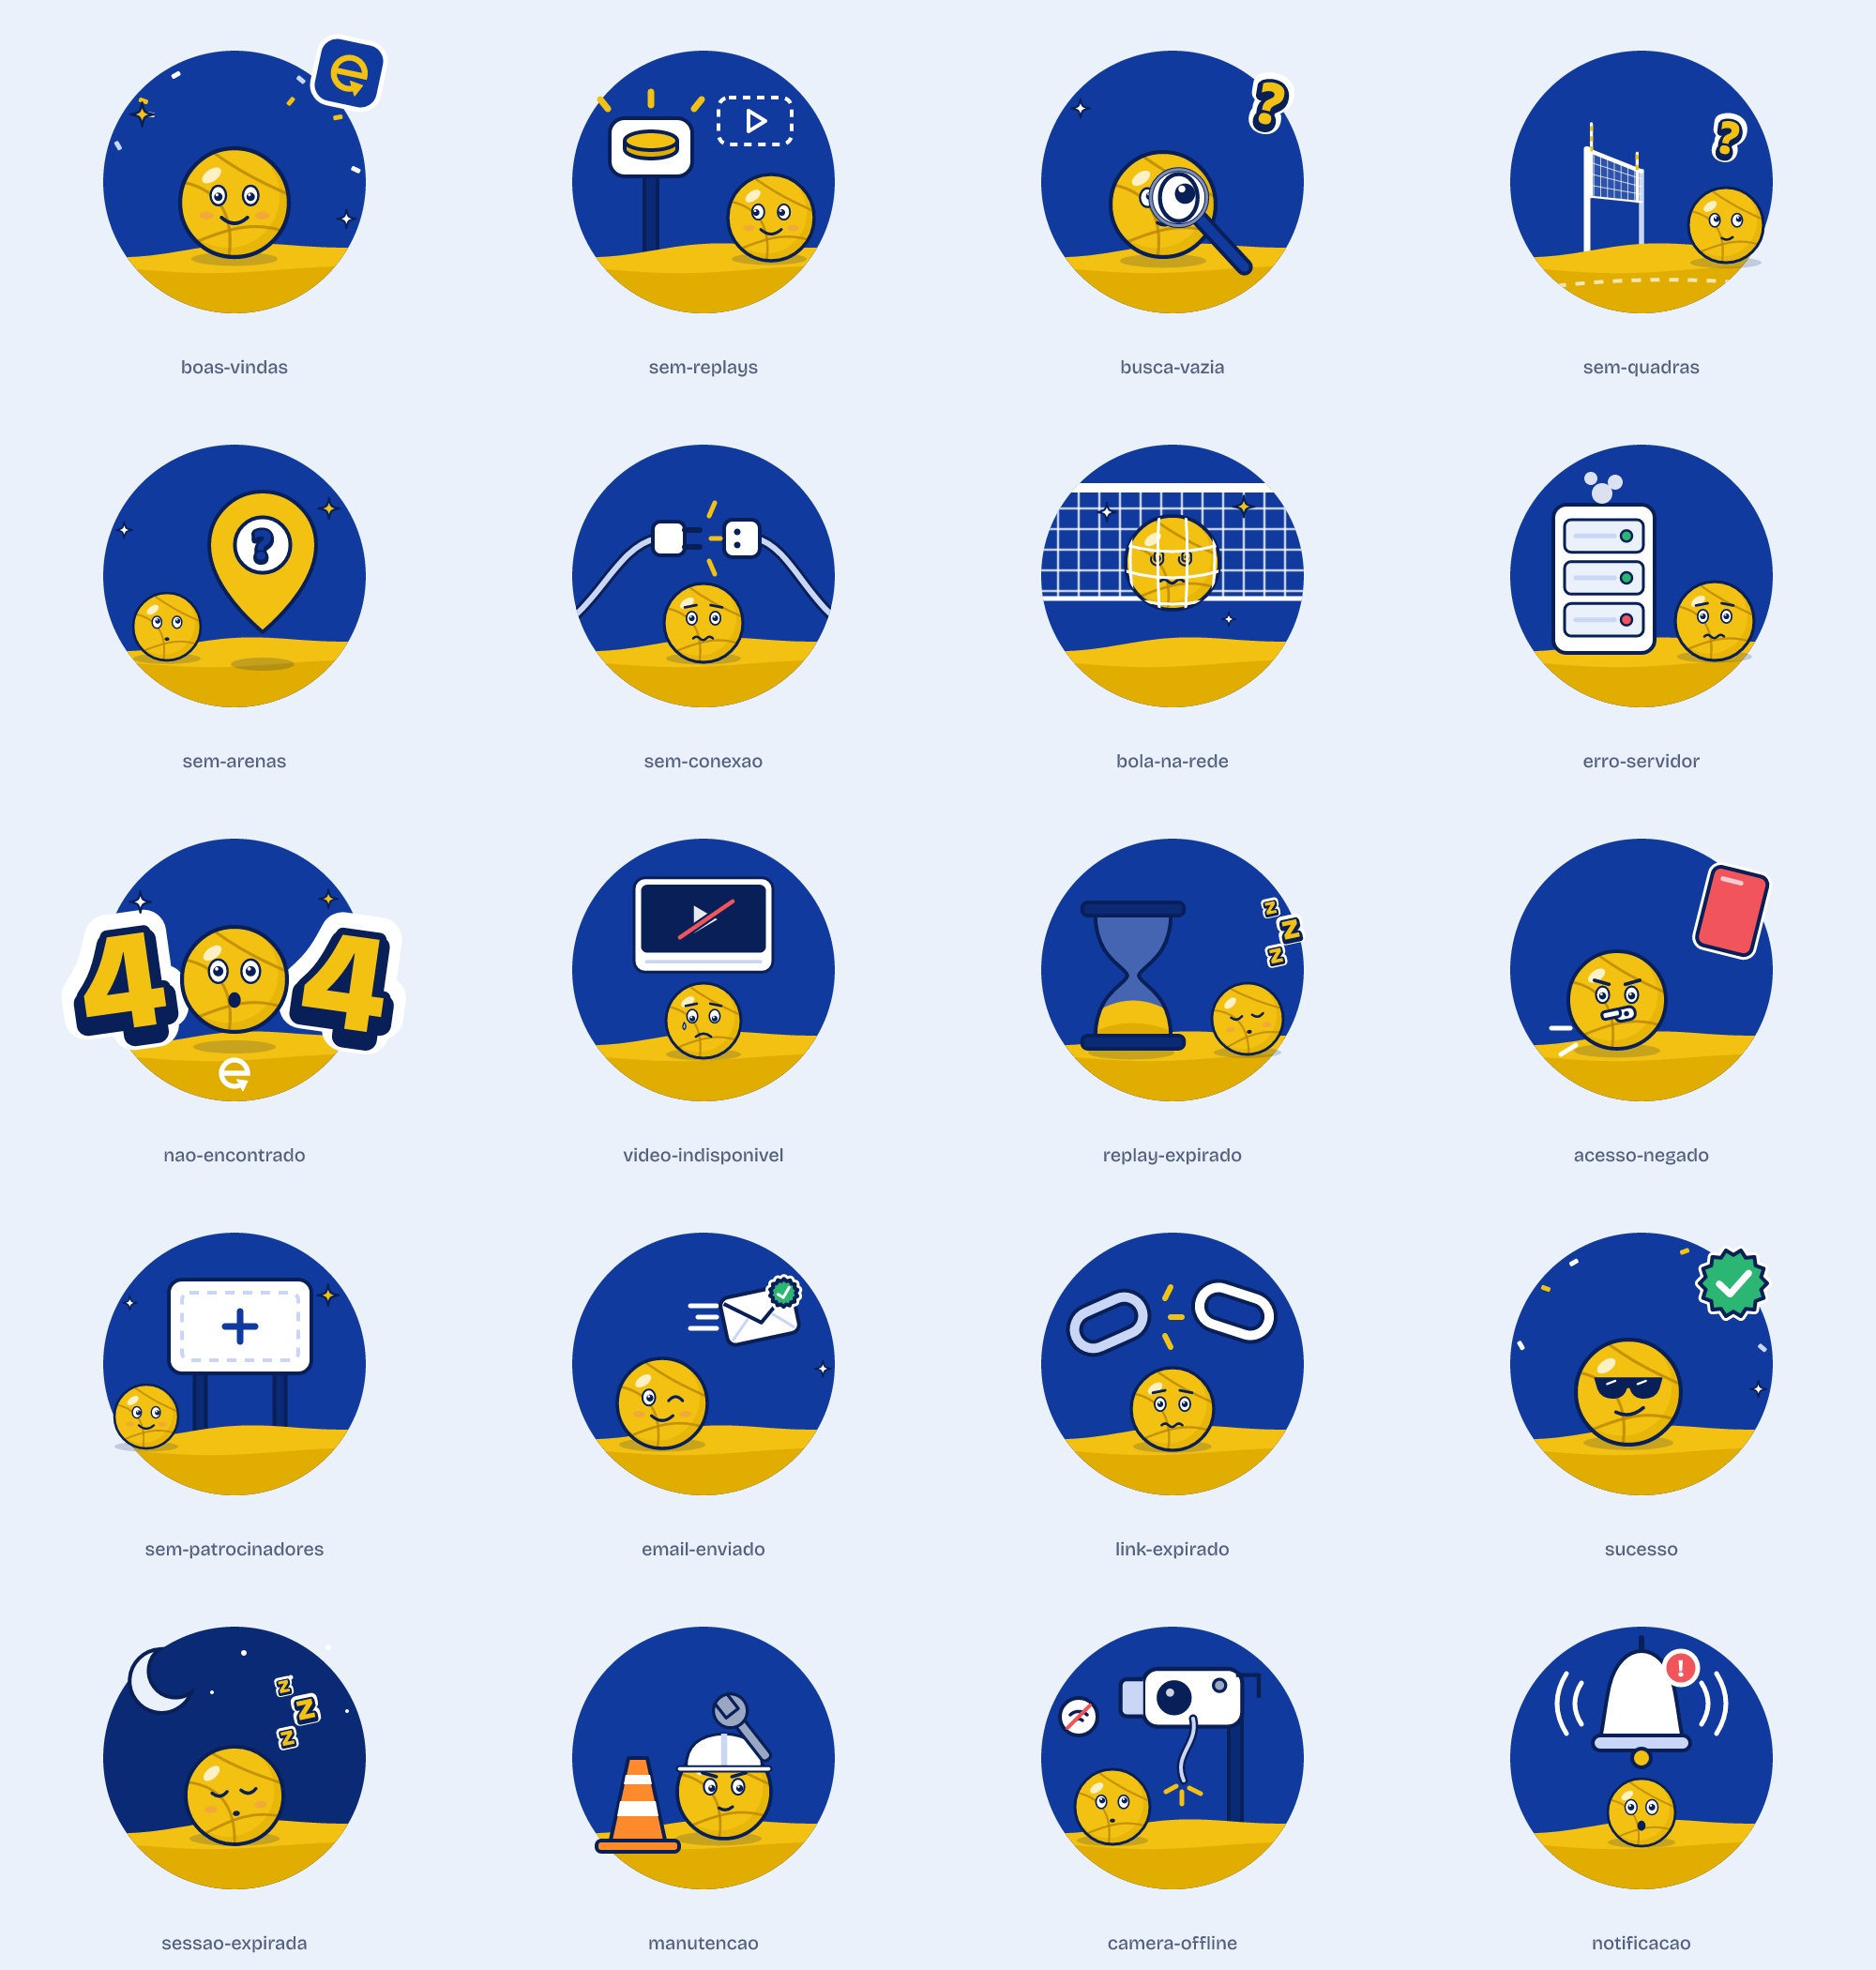 e
?
?
boas-vindas
sem-replays
busca-vazia
sem-quadras
?
sem-arenas
sem-conexao
bola-na-rede
erro-servidor
4 4
z
z
z
e
nao-encontrado
video-indisponivel
replay-expirado
acesso-negado
+
sem-patrocinadores
email-enviado
link-expirado
sucesso
z
z
z
!
sessao-expirada
manutencao
camera-offline
notificacao